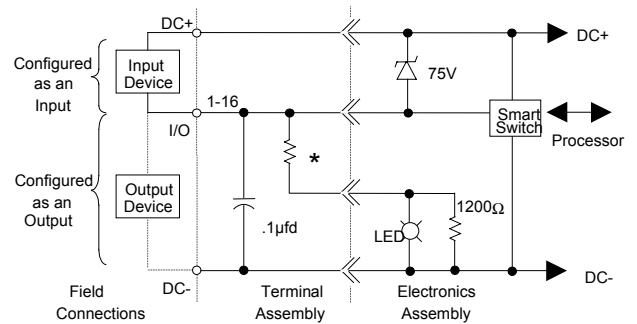 DC+
DC+
Configured
as an
Input
Input
Device
75V
1-16
I/O
Smart
Switch
Processor
*
Configured
as an
Output
Output
Device
.1µfd
LED
1200Ω
DC-
DC-
Field
Connections
Terminal
Assembly
Electronics
Assembly